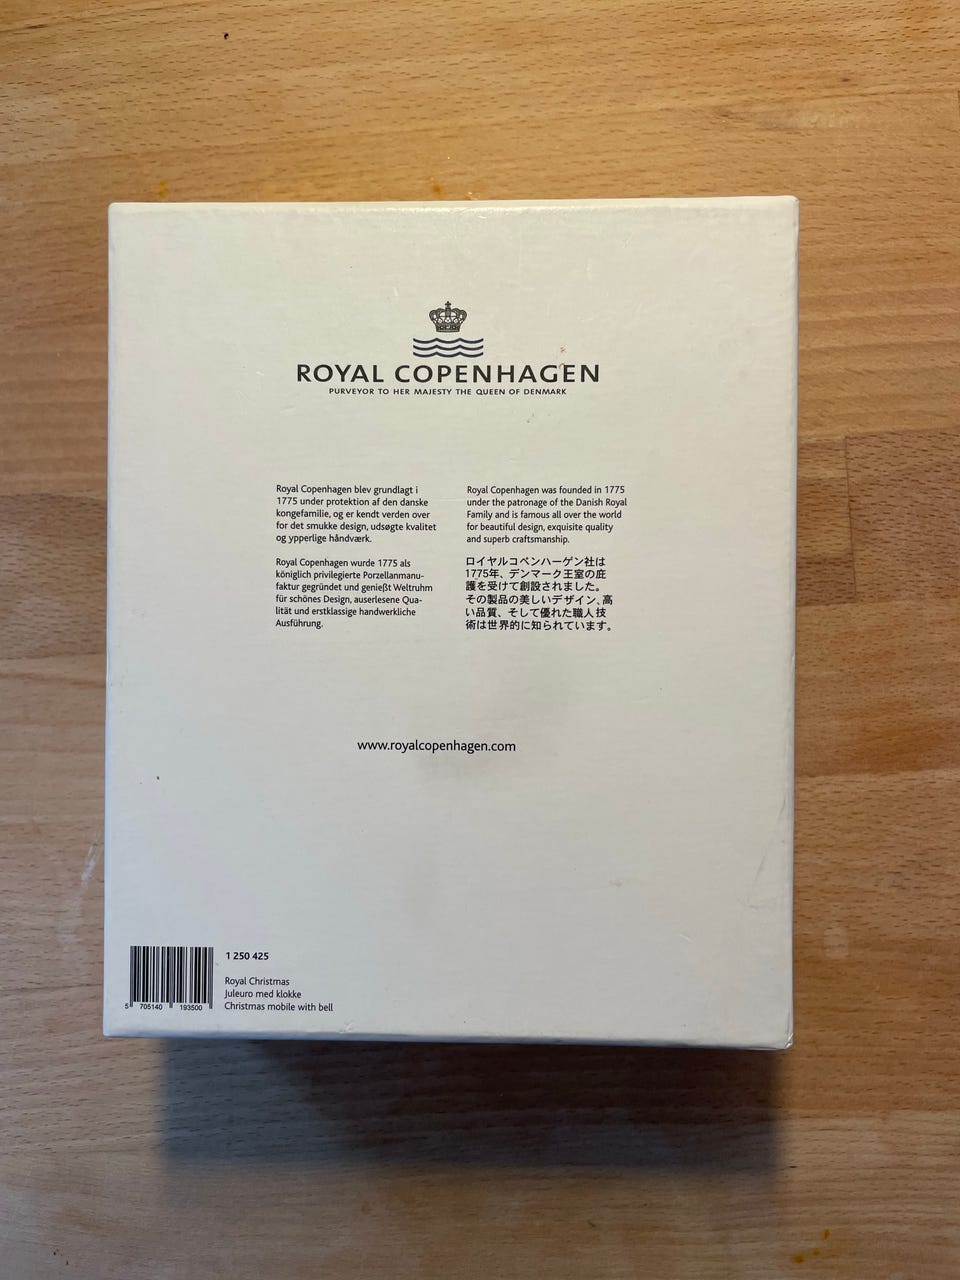 ROYAL COPENHAGEN
PURVEYOR TO HER MAJESTY THE QUEEN OF DENMARK
Royal Copenhagen blev grundlagt i
1775 under protektion af den danske
kongefamilie, og er kendt verden over
for det smukke design, udsøgte kvalitet
og ypperlige håndværk.
Royal Copenhagen wurde 1775 als
königlich privilegierte Porzellanmanu-
faktur gegründet und genießt Weltruhm
für schönes Design, auserlesene Qua-
lität und erstklassige handwerkliche
Ausführung.
Royal Copenhagen was founded in 1775
under the patronage of the Danish Royal
Family and is famous all over the world
for beautiful design, exquisite quality
and superb craftsmanship.
ロイヤルコペンハーゲン社は
1775年、デンマーク王室の庇
護を受けて創設されました。
その製品の美しいデザイン、高
い品質、そして優れた職人技
術は世界的に知られています。
www.royalcopenhagen.com
5 705140 193500
1 250 425
Royal Christmas
Juleuro med klokke
Christmas mobile with bell